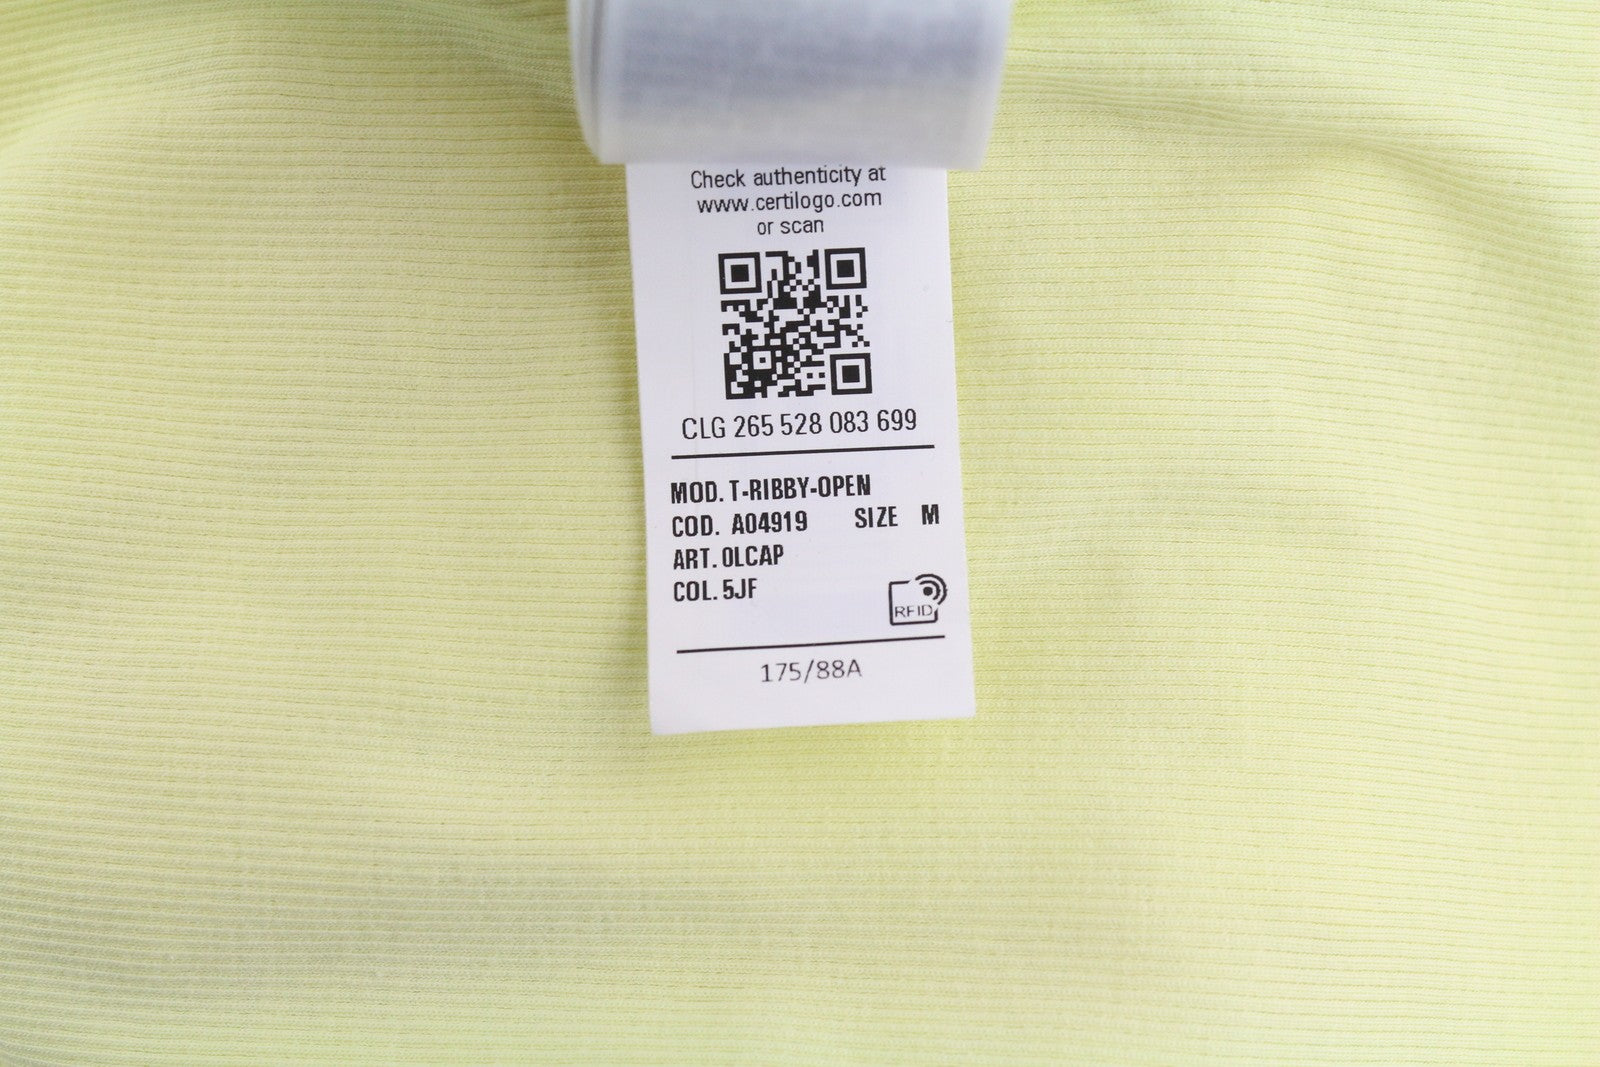 Check authenticity at
www.certilogo.com
or scan
CLG 265 528 083 699
MOD. T-RIBBY-OPEN
COD. A04919 SIZE M
ART. 0LCAP
COL. 5JF
RFID
175/88A